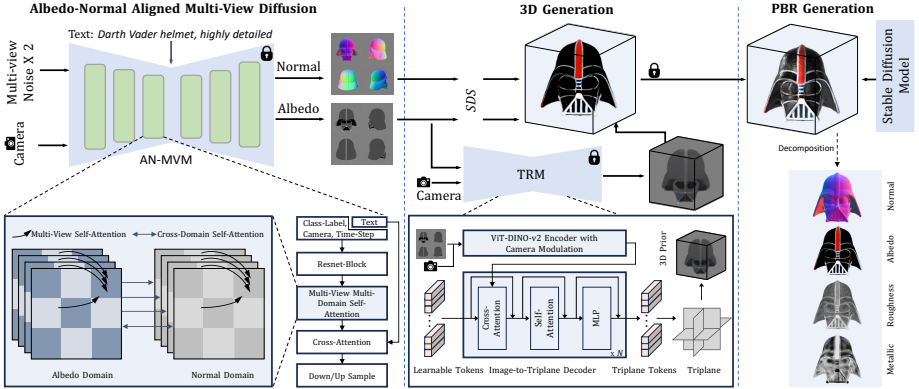 Albedo-Normal Aligned Multi-View Diffusion
Text: Darth Vader helmet, highly detailed
Multi-view
Noise X 2
Camera
AN-MVM
Normal
Albedo
Multi-View Self-Attention
Cross-Domain Self-Attention
Albedo Domain
Normal Domain
Class-Label, Text
Camera, Time-Step
Resnet-Block
Multi-View Multi-
Domain Self-
Attention
Cross-Attention
Down/Up Sample
3D Generation
SDS
Camera
TRM
ViT-DINO-v2 Encoder with
Camera Modulation
3D Prior
Cross-
Attention
Self-
Attention
MLP
x N
Learnable Tokens
Image-to-Triplane Decoder
Triplane Tokens
Triplane
PBR Generation
Stable Diffusion
Model
Decomposition
Normal
Albedo
Roughness
Metallic